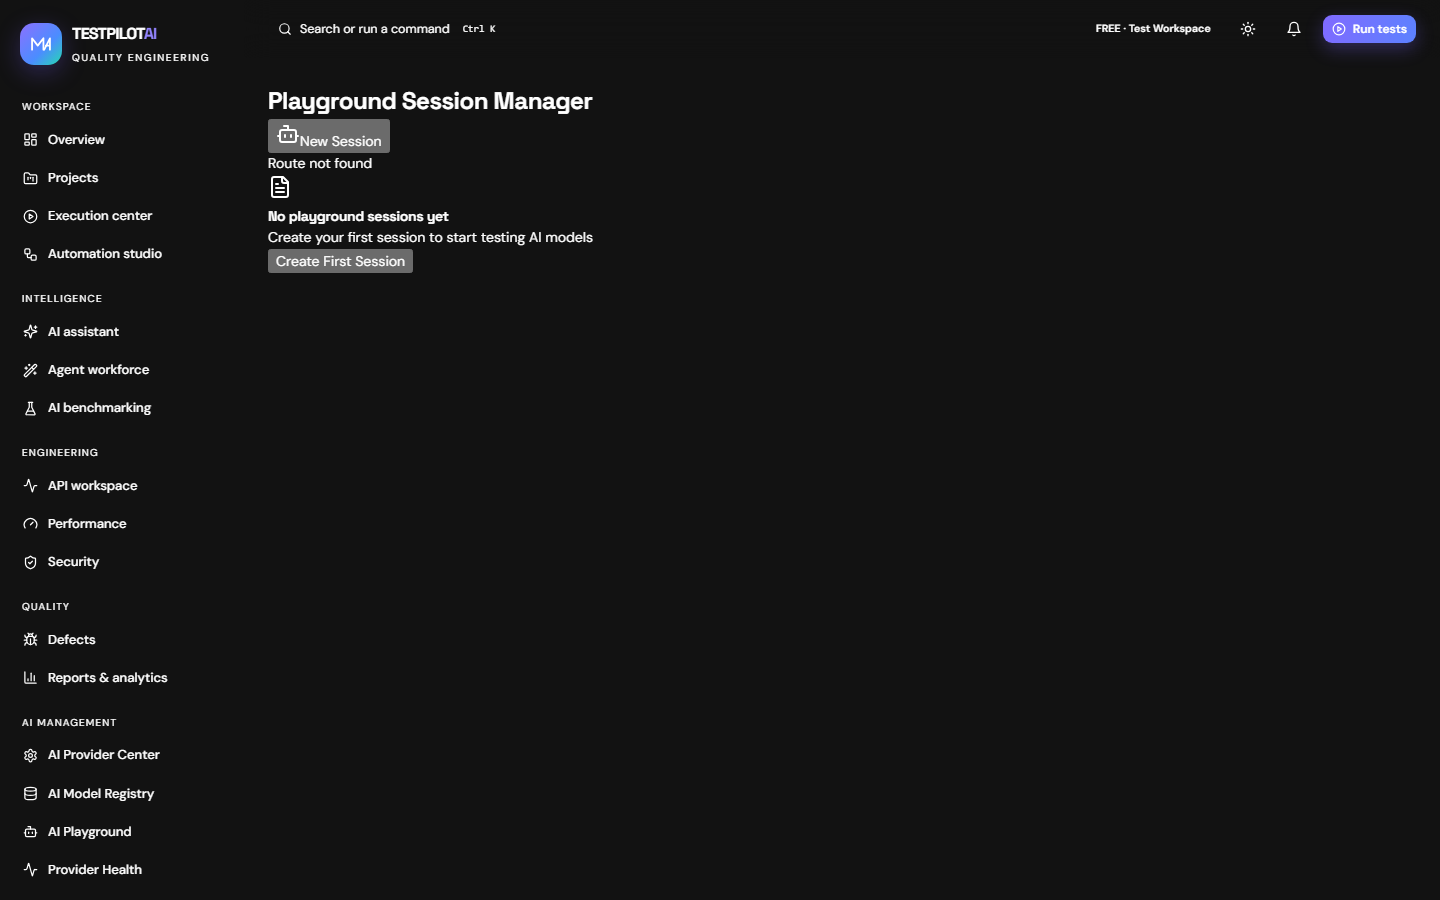 TESTPILOTAI
QUALITY ENGINEERING
Search or run a command Ctrl K
FREE · Test Workspace
Run tests
WORKSPACE
Overview
Projects
Execution center
Automation studio
INTELLIGENCE
AI assistant
Agent workforce
AI benchmarking
ENGINEERING
API workspace
Performance
Security
QUALITY
Defects
Reports & analytics
AI MANAGEMENT
AI Provider Center
AI Model Registry
AI Playground
Provider Health
Playground Session Manager
New Session
Route not found
No playground sessions yet
Create your first session to start testing AI models
Create First Session